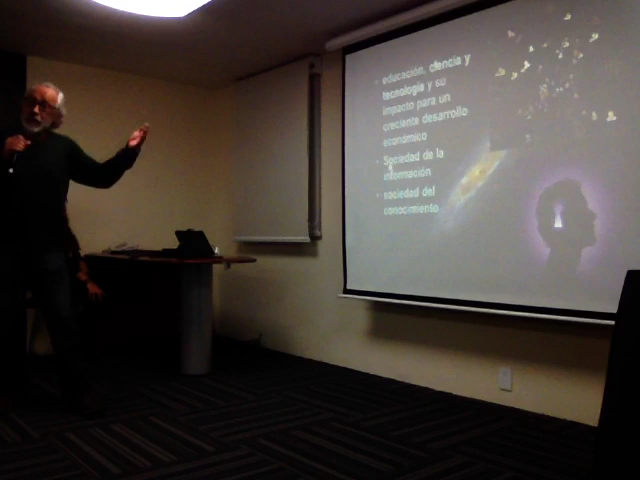 • educación, ciencia y
tecnología y su
impacto para un
creciente desarrollo
económico
• Sociedad de la
información
• sociedad del
conocimiento